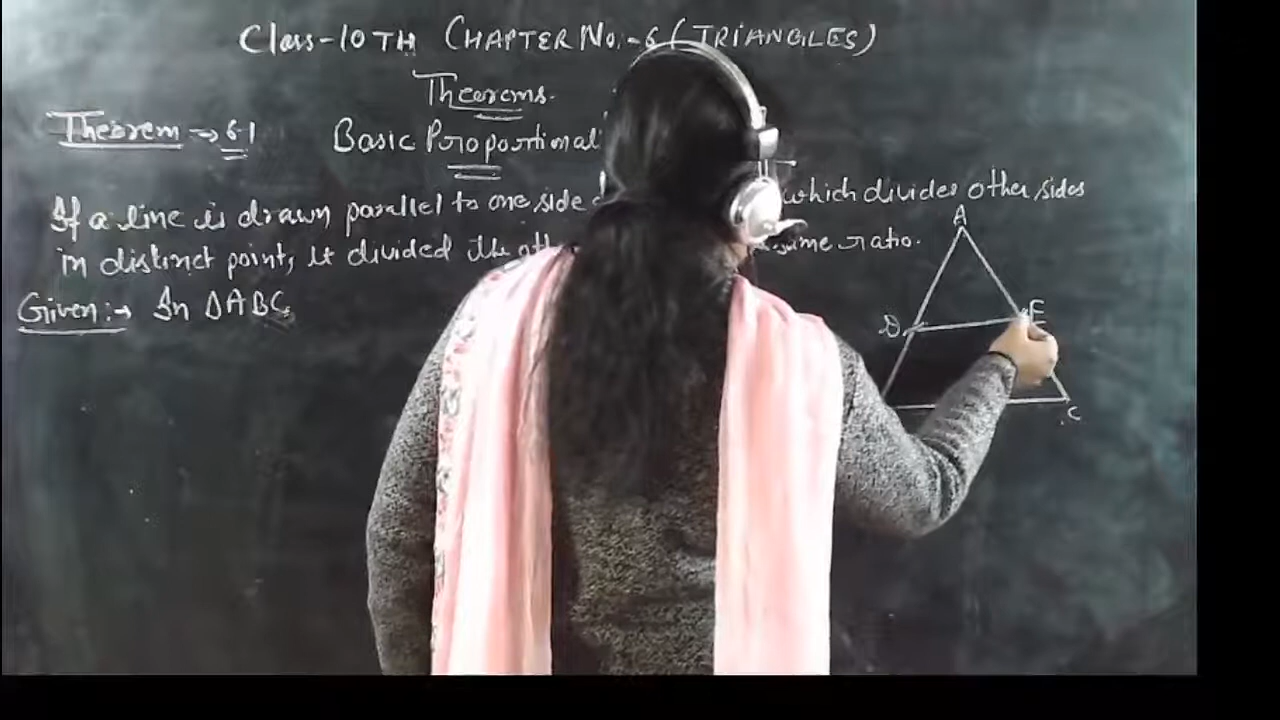 Class-10TH CHAPTER No.-6 (TRIANGLES)
Theorems.
Theorem → 6.1 Basic Proportional
If a line is drawn parallel to one side which divides other sides
in distinct point, it divided the same ratio.
Given:→ In ΔABC,
A
D E
C